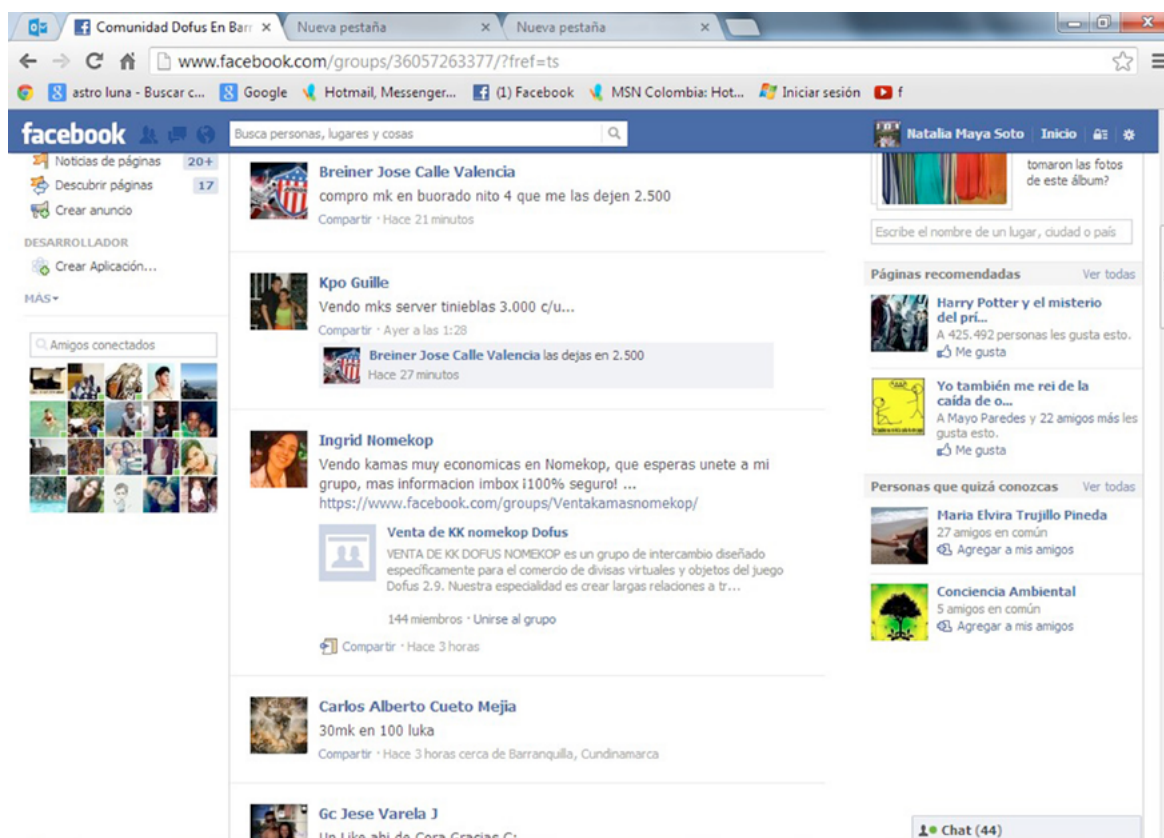 Comunidad Dofus En Barr
Nueva pestaña
Nueva pestaña
www.facebook.com/groups/36057263377/?fref=ts
astro luna - Buscar c...
Google
Hotmail, Messenger...
(1) Facebook
MSN Colombia: Hot...
Iniciar sesión
f
facebook
Busca personas, lugares y cosas
Natalia Maya Soto
Inicio
Noticias de páginas 20+
Descubrir páginas 17
Crear anuncio
DESARROLLADOR
Crear Aplicación...
MÁS
Amigos conectados
Breiner Jose Calle Valencia
compro mk en buorado nito 4 que me las dejen 2.500
Compartir · Hace 21 minutos
Kpo Guille
Vendo mks server tinieblas 3.000 c/u...
Compartir · Ayer a las 1:28
Breiner Jose Calle Valencia las dejas en 2.500
Hace 27 minutos
Ingrid Nomekop
Vendo kamas muy economicas en Nomekop, que esperas unete a mi
grupo, mas informacion imbox ¡100% seguro! ...
https://www.facebook.com/groups/Ventakamasnomekop/
Venta de KK nomekop Dofus
VENTA DE KK DOFUS NOMEKOP es un grupo de intercambio diseñado
específicamente para el comercio de divisas virtuales y objetos del juego
Dofus 2.9. Nuestra especialidad es crear largas relaciones a tr...
144 miembros · Unirse al grupo
Compartir · Hace 3 horas
Carlos Alberto Cueto Mejia
30mk en 100 luka
Compartir · Hace 3 horas cerca de Barranquilla, Cundinamarca
Gc Jese Varela J
Un Like ahi de Cora Gracias C:
tomaron las fotos
de este álbum?
Escribe el nombre de un lugar, ciudad o país
Páginas recomendadas Ver todas
Harry Potter y el misterio
del prí...
A 425.492 personas les gusta esto.
Me gusta
Yo también me rei de la
caída de o...
A Mayo Paredes y 22 amigos más les
gusta esto.
Me gusta
Personas que quizá conozcas Ver todas
Maria Elvira Trujillo Pineda
27 amigos en común
Agregar a mis amigos
Conciencia Ambiental
5 amigos en común
Agregar a mis amigos
Chat (44)